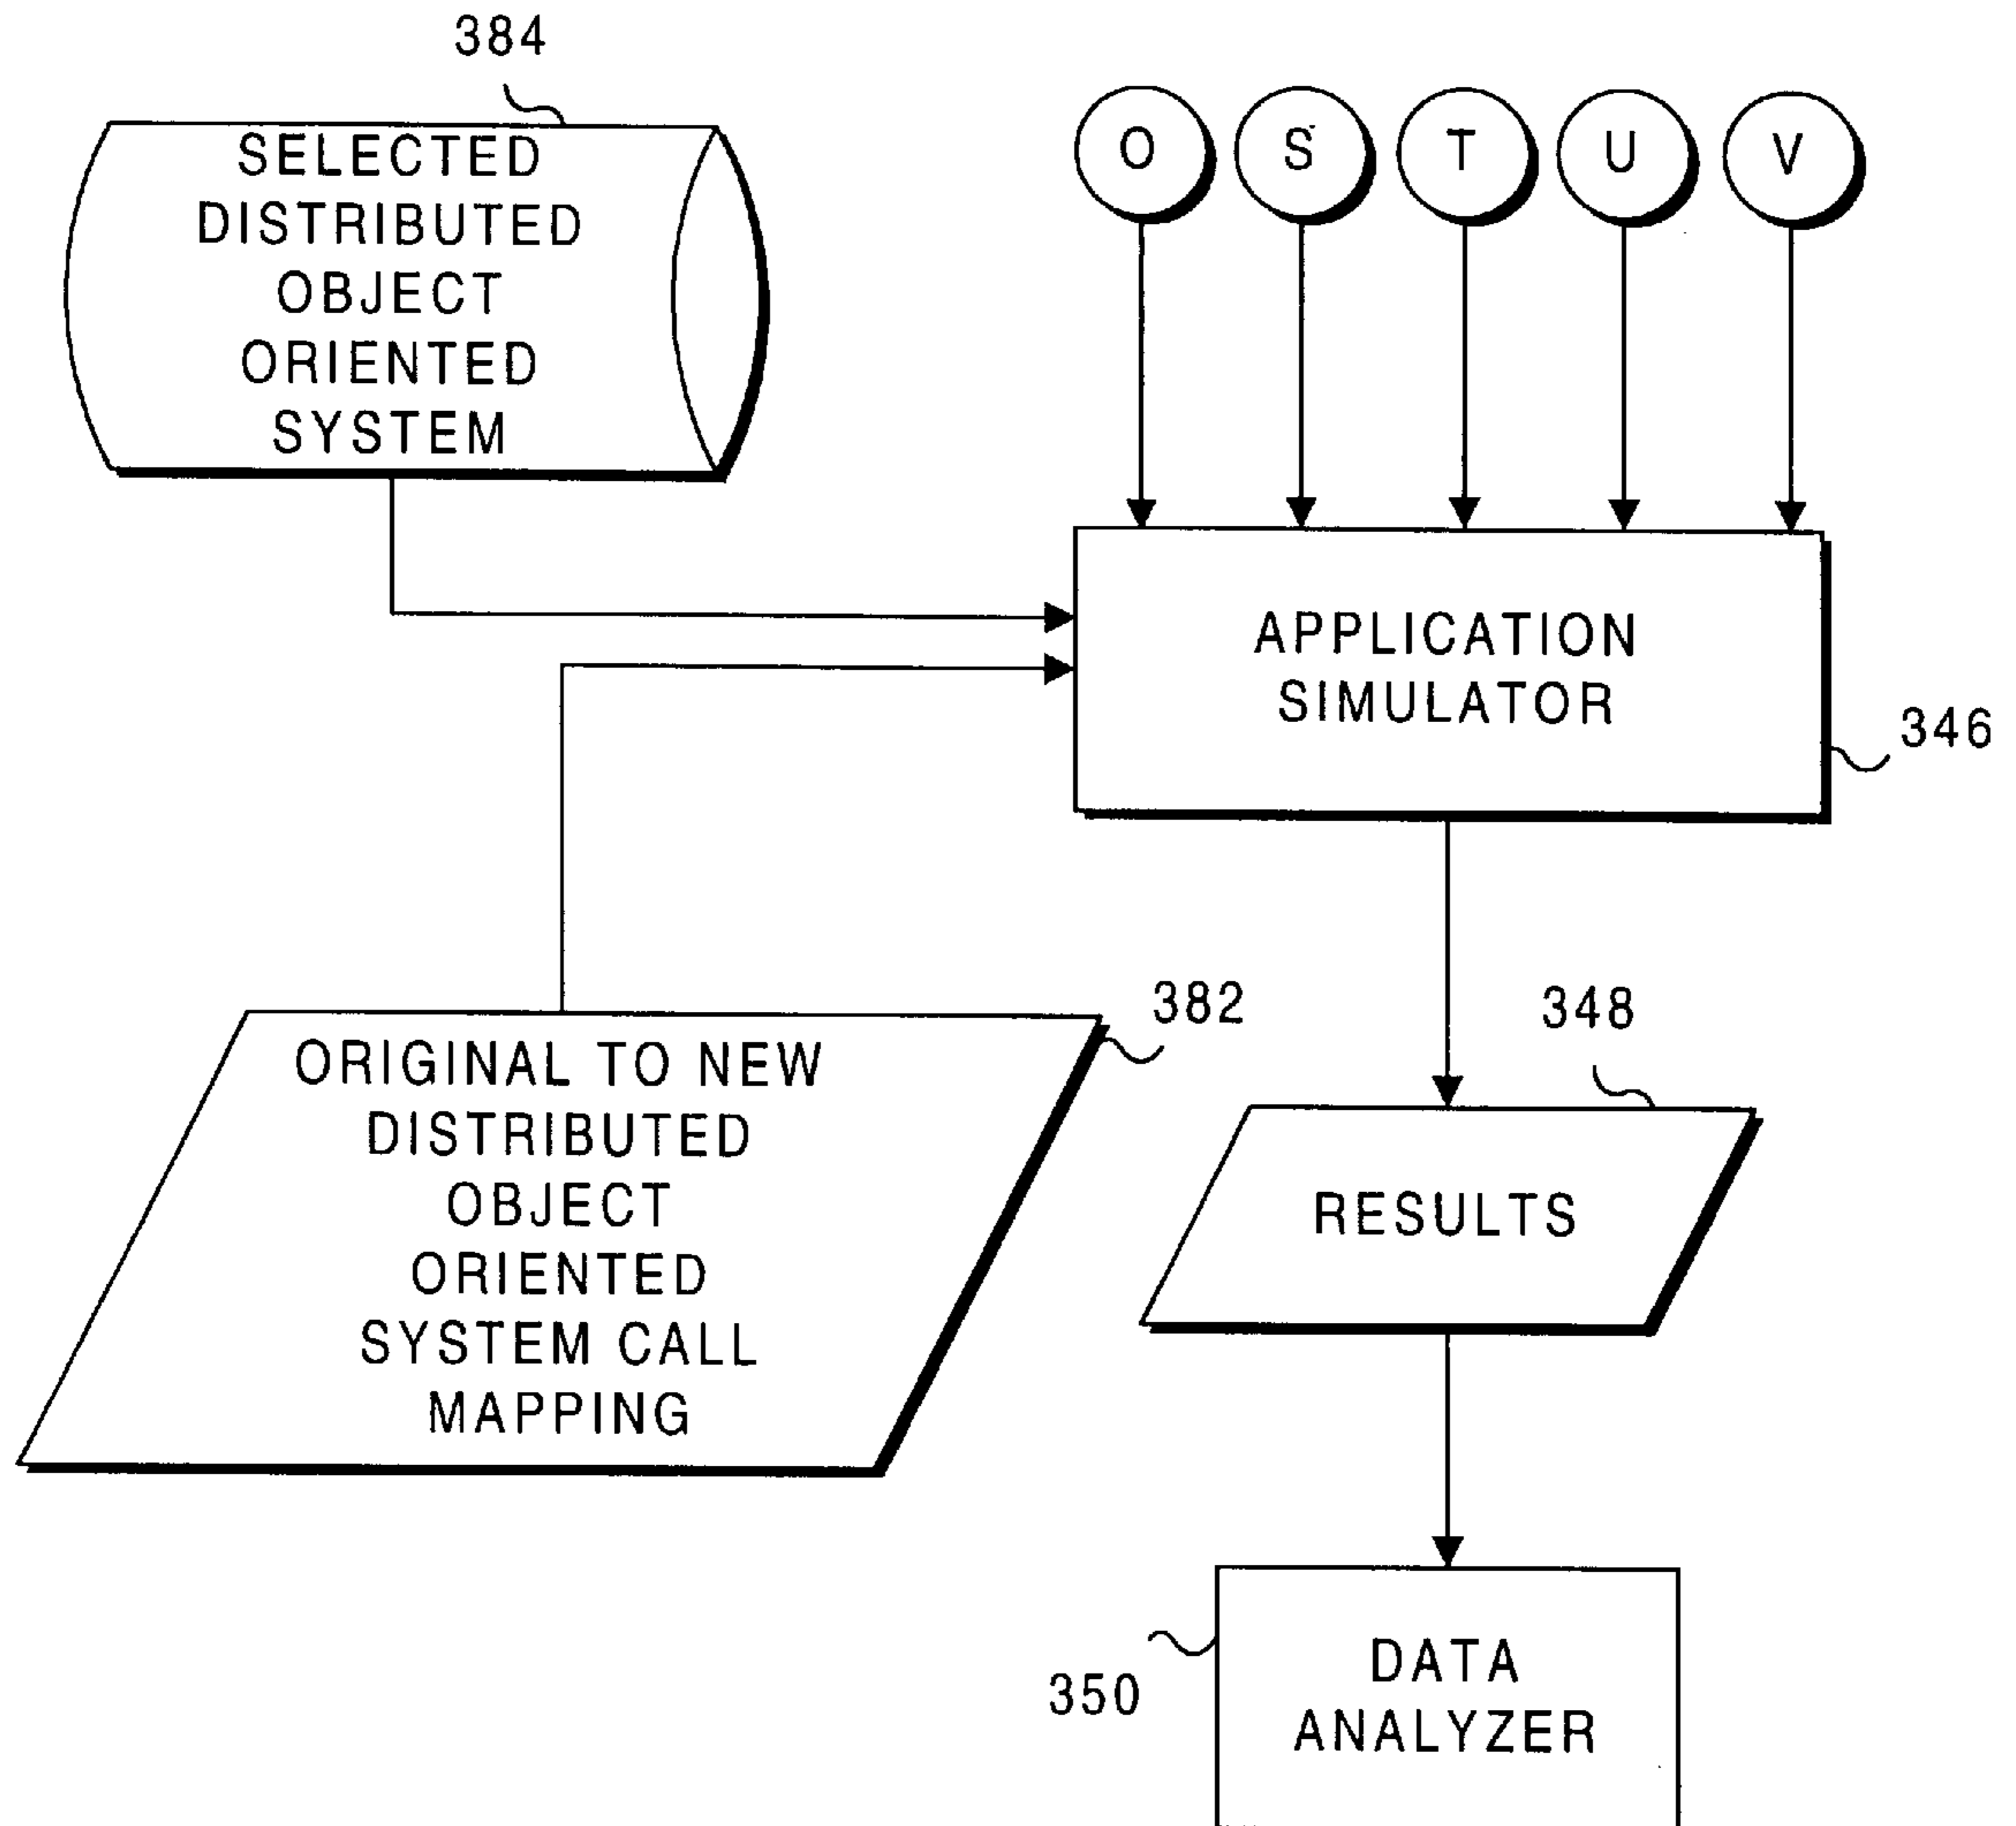 384
SELECTED
DISTRIBUTED
OBJECT
ORIENTED
SYSTEM
O S T U V
APPLICATION
SIMULATOR
346
382
ORIGINAL TO NEW
DISTRIBUTED
OBJECT
ORIENTED
SYSTEM CALL
MAPPING
348
RESULTS
350
DATA
ANALYZER